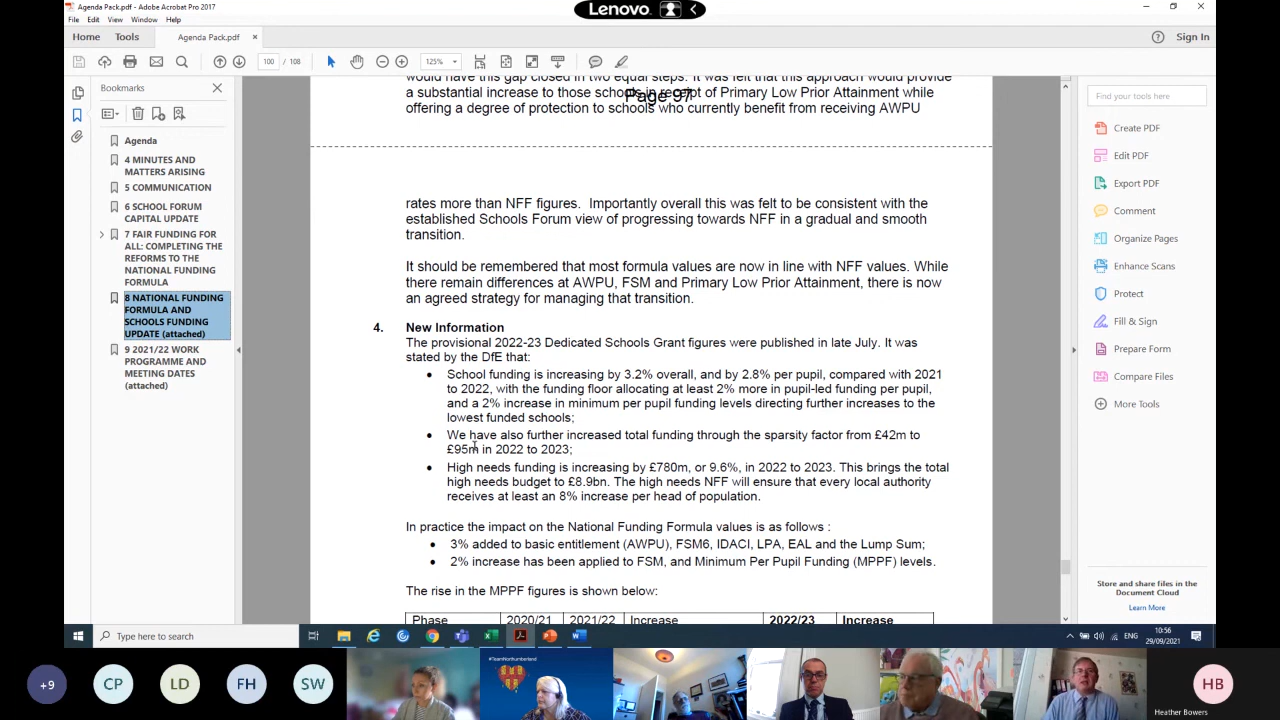 Agenda Pack.pdf - Adobe Acrobat Pro 2017
Lenovo
File Edit View Window Help
Home Tools Agenda Pack.pdf × Sign In
100 / 108 125%
Bookmarks
Agenda
4 MINUTES AND
MATTERS ARISING
5 COMMUNICATION
6 SCHOOL FORUM
CAPITAL UPDATE
7 FAIR FUNDING FOR
ALL: COMPLETING THE
REFORMS TO THE
NATIONAL FUNDING
FORMULA
8 NATIONAL FUNDING
FORMULA AND
SCHOOLS FUNDING
UPDATE (attached)
9 2021/22 WORK
PROGRAMME AND
MEETING DATES
(attached)
would have this gap closed in two equal steps. It was felt that this approach would provide
a substantial increase to those schools in receipt of Primary Low Prior Attainment while
Page 97
offering a degree of protection to schools who currently benefit from receiving AWPU
rates more than NFF figures. Importantly overall this was felt to be consistent with the
established Schools Forum view of progressing towards NFF in a gradual and smooth
transition.
It should be remembered that most formula values are now in line with NFF values. While
there remain differences at AWPU, FSM and Primary Low Prior Attainment, there is now
an agreed strategy for managing that transition.
4. New Information
The provisional 2022-23 Dedicated Schools Grant figures were published in late July. It was
stated by the DfE that:
• School funding is increasing by 3.2% overall, and by 2.8% per pupil, compared with 2021
to 2022, with the funding floor allocating at least 2% more in pupil-led funding per pupil,
and a 2% increase in minimum per pupil funding levels directing further increases to the
lowest funded schools;
• We have also further increased total funding through the sparsity factor from £42m to
£95m in 2022 to 2023;
• High needs funding is increasing by £780m, or 9.6%, in 2022 to 2023. This brings the total
high needs budget to £8.9bn. The high needs NFF will ensure that every local authority
receives at least an 8% increase per head of population.
In practice the impact on the National Funding Formula values is as follows :
• 3% added to basic entitlement (AWPU), FSM6, IDACI, LPA, EAL and the Lump Sum;
• 2% increase has been applied to FSM, and Minimum Per Pupil Funding (MPPF) levels.
The rise in the MPPF figures is shown below:
Phase 2020/21 2021/22 Increase 2022/23 Increase
Find your tools here
Create PDF
Edit PDF
Export PDF
Comment
Organize Pages
Enhance Scans
Protect
Fill & Sign
Prepare Form
Compare Files
More Tools
Store and share files in the
Document Cloud
Learn More
Type here to search
ENG
10:56
29/09/2021
+9 CP LD FH SW HB
#TeamNorthumberland
Heather Bowers